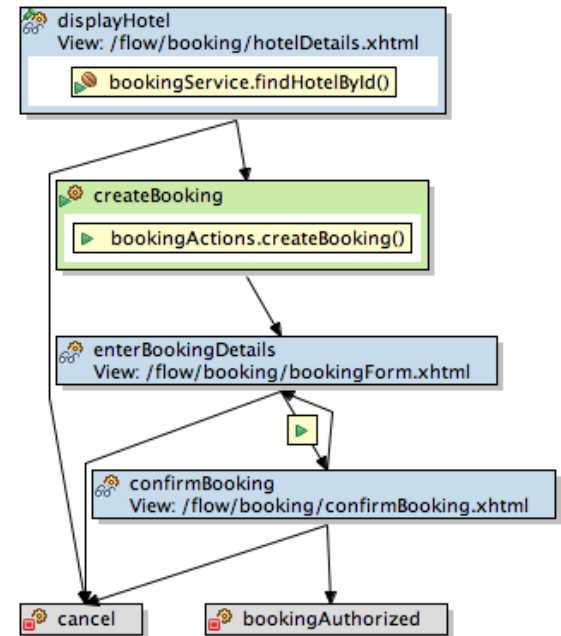 displayHotel
View: /flow/booking/hotelDetails.xhtml
bookingService.findHotelById()
createBooking
bookingActions.createBooking()
enterBookingDetails
View: /flow/booking/bookingForm.xhtml
confirmBooking
View: /flow/booking/confirmBooking.xhtml
cancel
bookingAuthorized